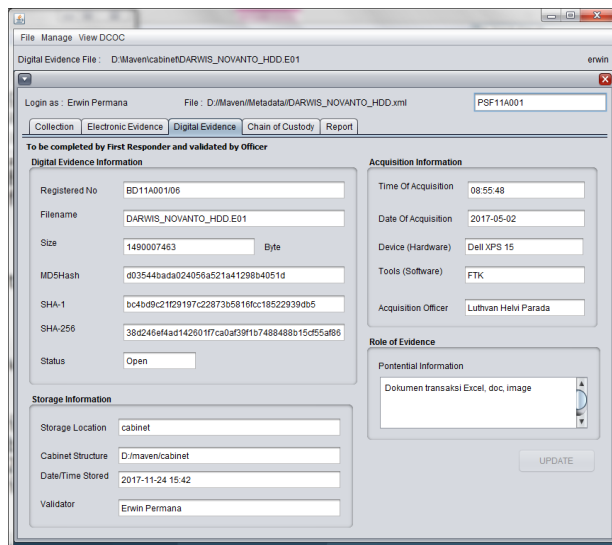 File Manage View DCOC
Digital Evidence File : D:\Maven\cabinet\DARWIS_NOVANTO_HDD.E01 erwin
Login as : Erwin Permana File : D://Maven//Metadata//DARWIS_NOVANTO_HDD.xml PSF11A001
Collection Electronic Evidence Digital Evidence Chain of Custody Report
To be completed by First Responder and validated by Officer
Digital Evidence Information
Registered No BD11A001/06
Filename DARWIS_NOVANTO_HDD.E01
Size 1490007463 Byte
MD5Hash d03544bada024056a521a41298b4051d
SHA-1 bc4bd9c21f29197c22873b5816fcc18522939db5
SHA-256 38d246ef4ad142601f7ca0af39f1b7488488b15cf55af86
Status Open
Storage Information
Storage Location cabinet
Cabinet Structure D:/maven/cabinet
Date/Time Stored 2017-11-24 15:42
Validator Erwin Permana
Acquisition Information
Time Of Acquisition 08:55:48
Date Of Acquisition 2017-05-02
Device (Hardware) Dell XPS 15
Tools (Software) FTK
Acquisition Officer Luthvan Helvi Parada
Role of Evidence
Pontential Information
Dokumen transaksi Excel, doc, image
UPDATE